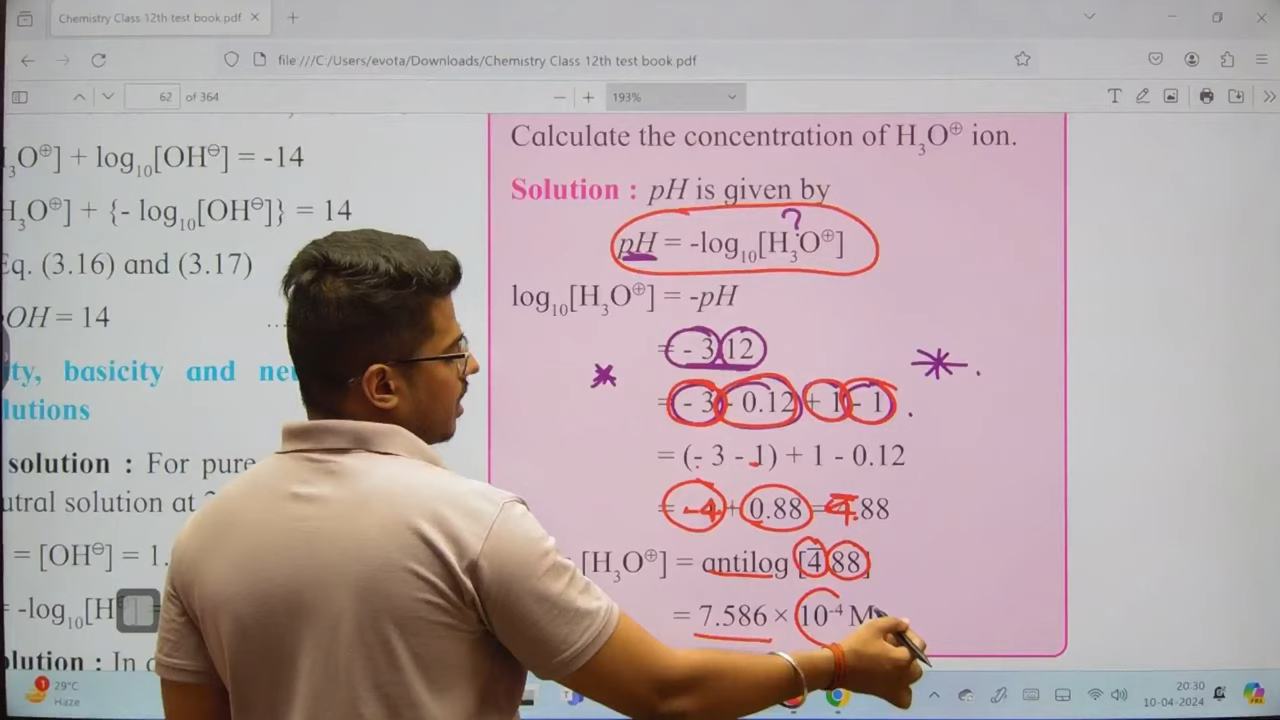 Chemistry Class 12th test book.pdf
file:///C:/Users/evota/Downloads/Chemistry Class 12th test book.pdf
62 of 364
193%
₃O⊕] + log₁₀[OH⊖] = -14
H₃O⊕] + {- log₁₀[OH⊖]} = 14
Eq. (3.16) and (3.17)
OH = 14
ity, basicity and
lutions
solution : For pure
utral solution at
= [OH⊖] = 1.
-log₁₀[H
lution : In
Calculate the concentration of H₃O⊕ ion.
Solution : pH is given by
?
pH = -log₁₀[H₃O⊕]
log₁₀[H₃O⊕] = -pH
= - 3.12
= - 3 - 0.12 + 1 - 1
= (- 3 - 1) + 1 - 0.12
= -4 + 0.88 = 4̅.88
[H₃O⊕] = antilog [4̅.88]
= 7.586 × 10⁻⁴ M
29°C
Haze
20:30
10-04-2024